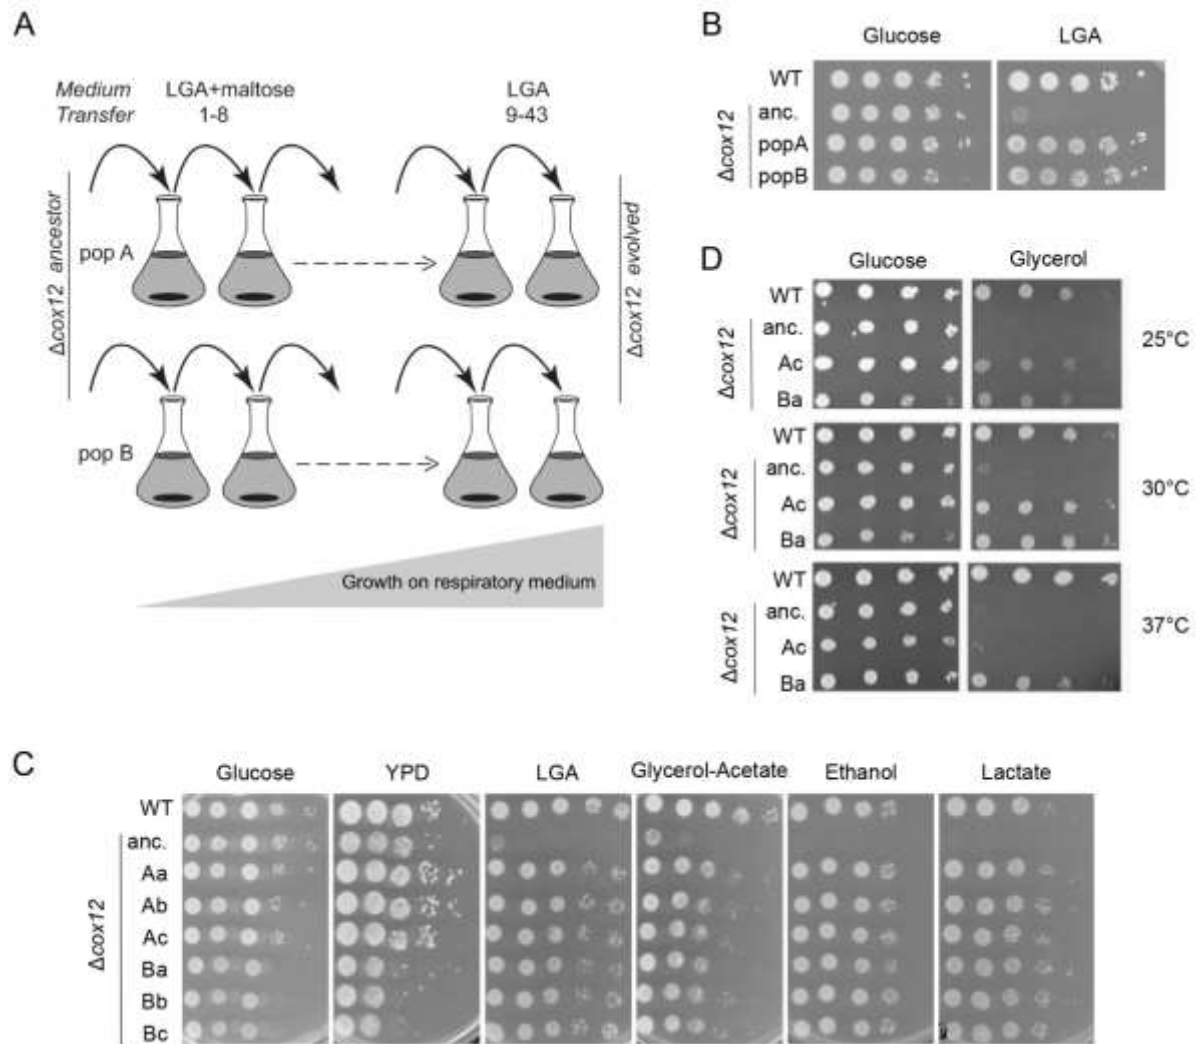 A
Medium LGA+maltose LGA
Transfer 1-8 9-43
Δcox12 ancestor
pop A
Δcox12 evolved
pop B
Growth on respiratory medium
B
Glucose LGA
WT
Δcox12
anc.
popA
popB
D
Glucose Glycerol
WT
Δcox12
anc.
Ac
Ba
25°C
WT
Δcox12
anc.
Ac
Ba
30°C
WT
Δcox12
anc.
Ac
Ba
37°C
C
Glucose YPD LGA Glycerol-Acetate Ethanol Lactate
WT
Δcox12
anc.
Aa
Ab
Ac
Ba
Bb
Bc